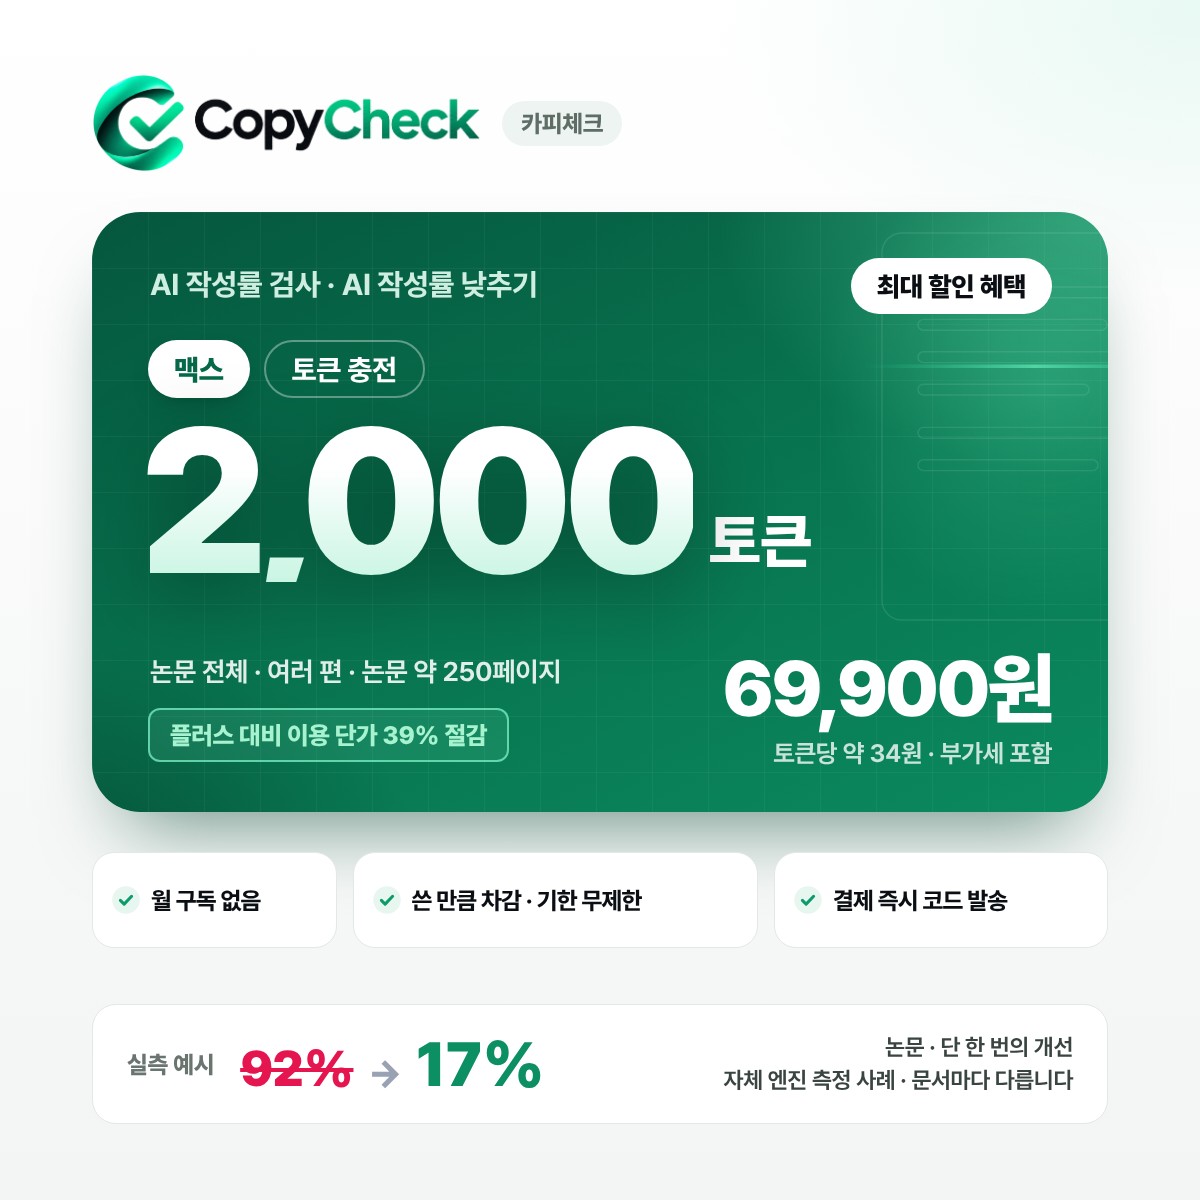 CopyCheck 카피체크
AI 작성률 검사 · AI 작성률 낮추기
최대 할인 혜택
맥스 토큰 충전
2,000 토큰
논문 전체 · 여러 편 · 논문 약 250페이지
플러스 대비 이용 단가 39% 절감
69,900원
토큰당 약 34원 · 부가세 포함
월 구독 없음
쓴 만큼 차감 · 기한 무제한
결제 즉시 코드 발송
실측 예시 92% → 17%
논문 · 단 한 번의 개선
자체 엔진 측정 사례 · 문서마다 다릅니다